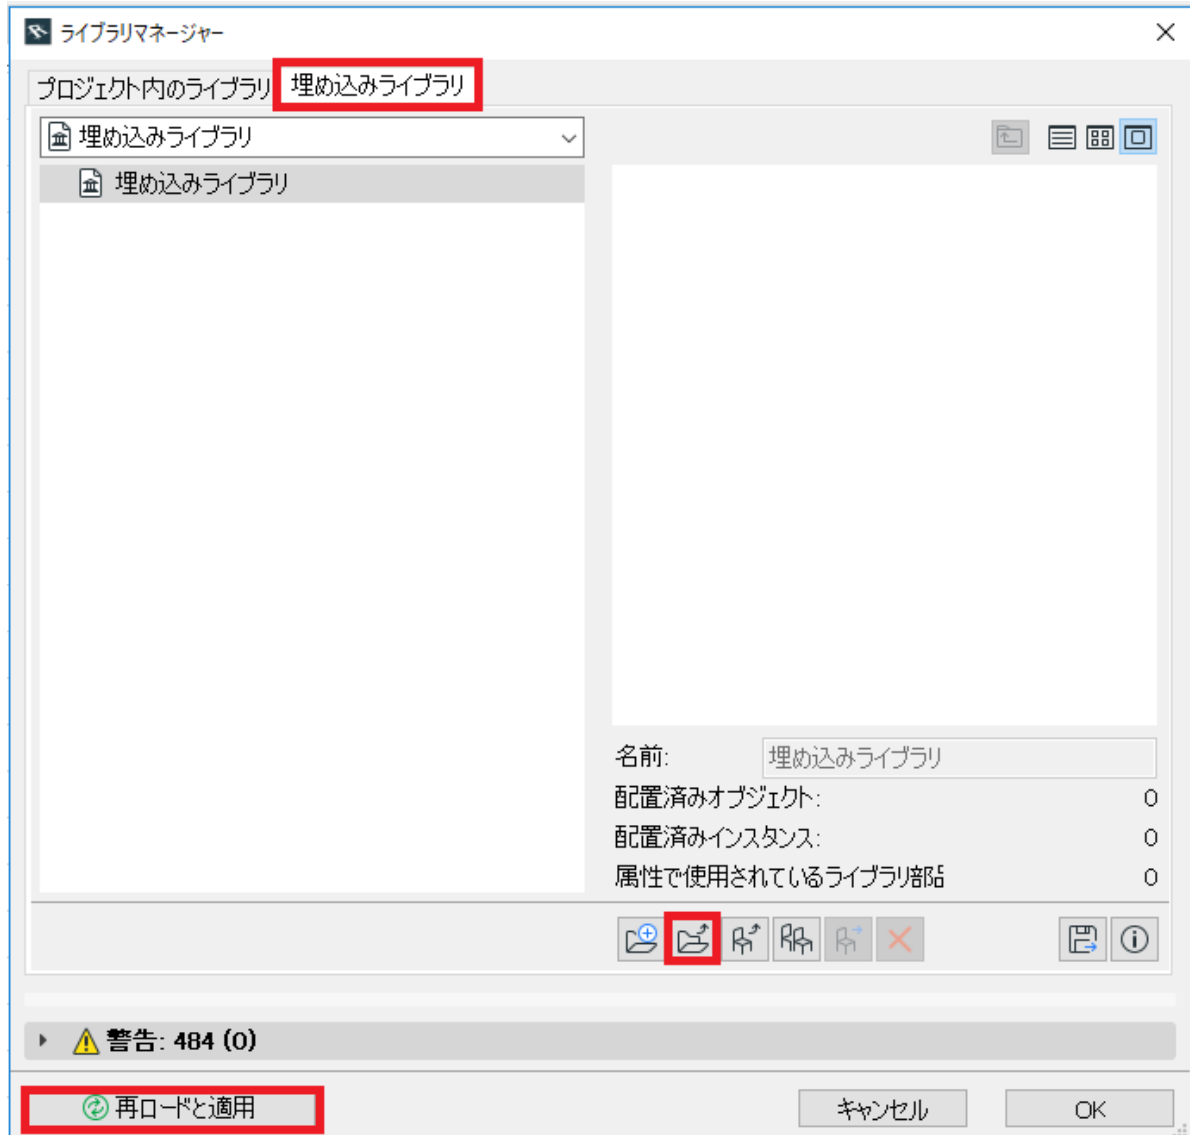 ライブラリマネージャー
プロジェクト内のライブラリ
埋め込みライブラリ
埋め込みライブラリ
埋め込みライブラリ
名前: 埋め込みライブラリ
配置済みオブジェクト: 0
配置済みインスタンス: 0
属性で使用されているライブラリ部品 0
警告: 484 (0)
再ロードと適用
キャンセル
OK